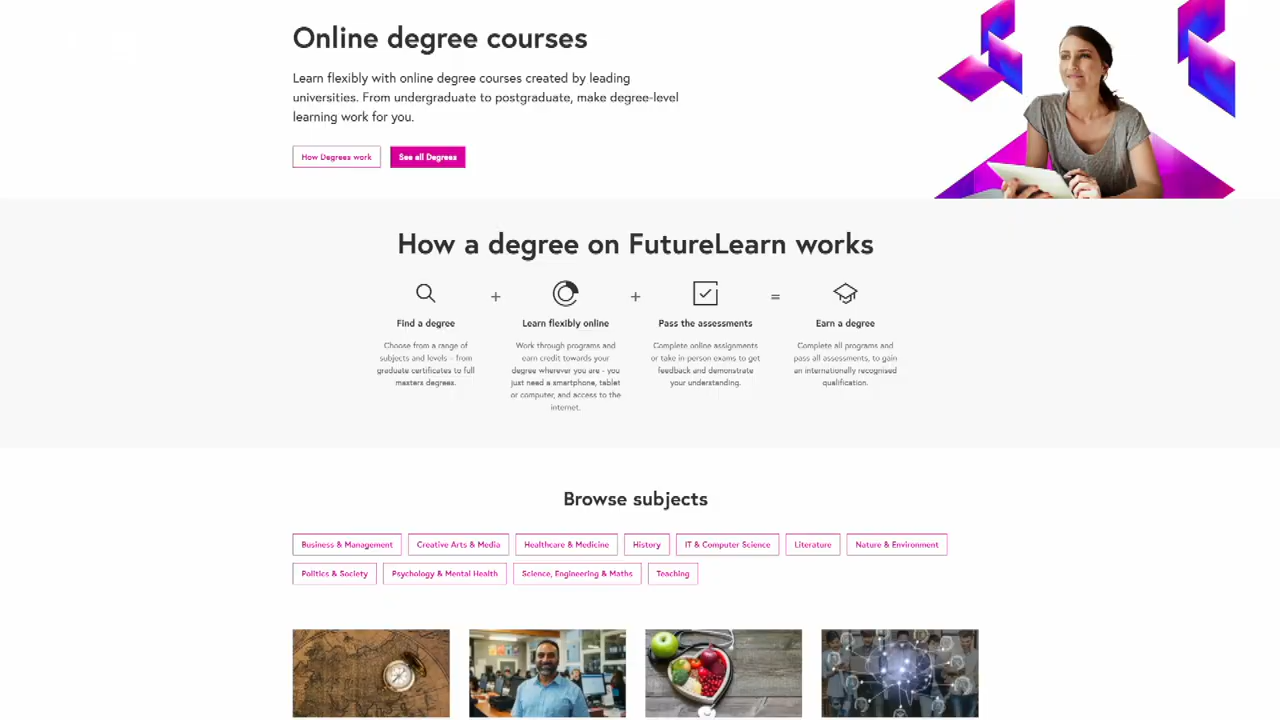 Online degree courses
Learn flexibly with online degree courses created by leading
universities. From undergraduate to postgraduate, make degree-level
learning work for you.
How Degrees work
See all Degrees
How a degree on FutureLearn works
+ + =
Find a degree
Choose from a range of
subjects and levels - from
graduate certificates to full
masters degrees.
Learn flexibly online
Work through programs and
earn credit towards your
degree wherever you are - you
just need a smartphone, tablet
or computer, and access to the
internet.
Pass the assessments
Complete online assignments
or take in-person exams to get
feedback and demonstrate
your understanding.
Earn a degree
Complete all programs and
pass all assessments, to gain
an internationally recognised
qualification.
Browse subjects
Business & Management
Creative Arts & Media
Healthcare & Medicine
History
IT & Computer Science
Literature
Nature & Environment
Politics & Society
Psychology & Mental Health
Science, Engineering & Maths
Teaching